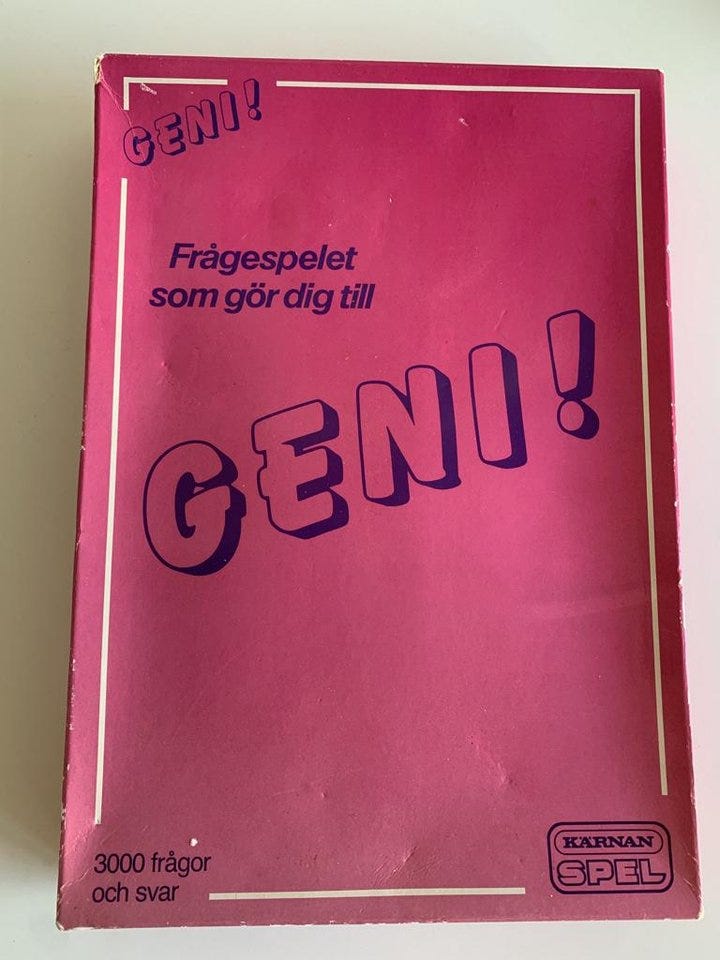 GENI!
Frågespelet
som gör dig till
GENI!
3000 frågor
och svar
KÄRNAN
SPEL